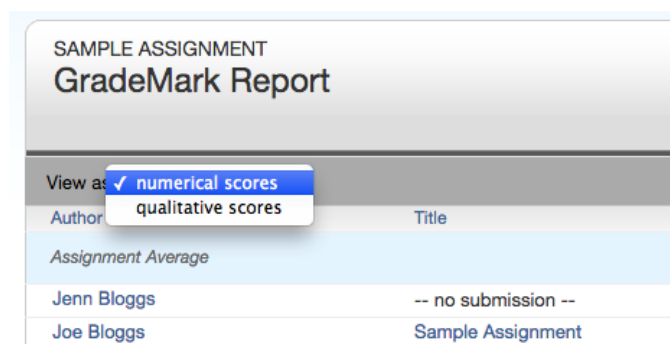 SAMPLE ASSIGNMENT
GradeMark Report
View as ✓ numerical scores
qualitative scores
Author Title
Assignment Average
Jenn Bloggs -- no submission --
Joe Bloggs Sample Assignment